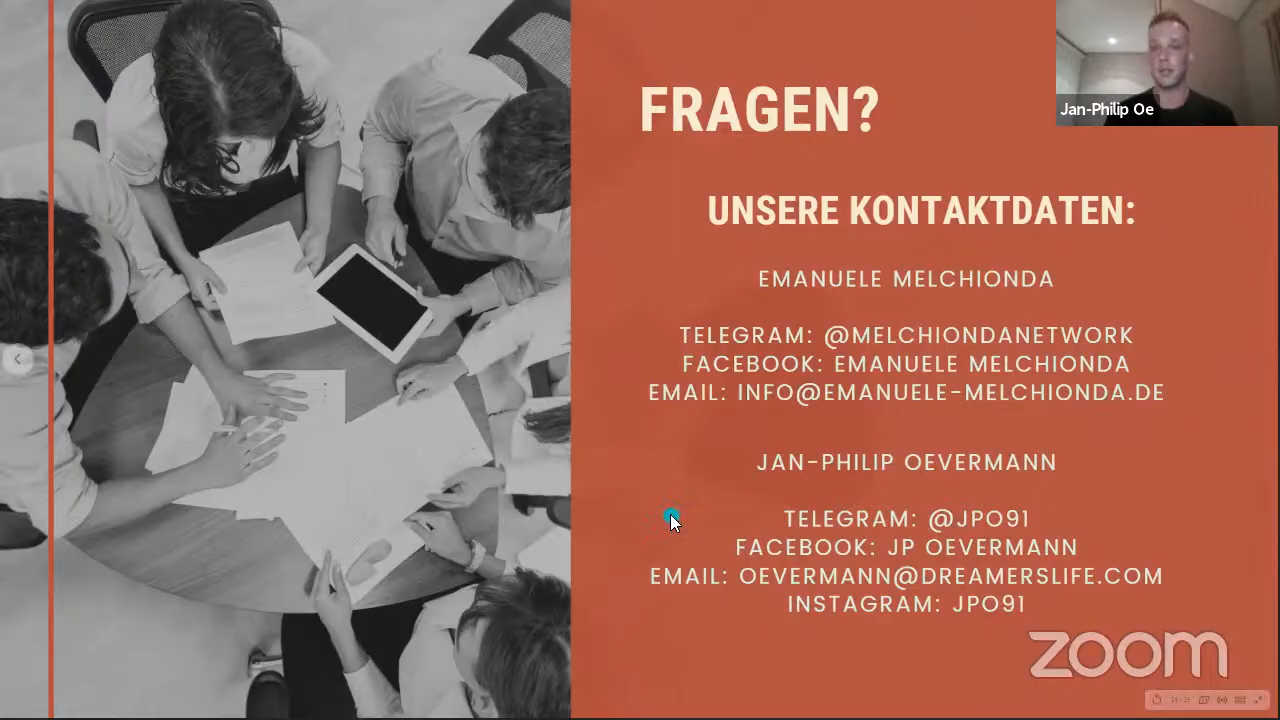 FRAGEN?
Jan-Philip Oe
UNSERE KONTAKTDATEN:
EMANUELE MELCHIONDA
TELEGRAM: @MELCHIONDANETWORK
FACEBOOK: EMANUELE MELCHIONDA
EMAIL: INFO@EMANUELE-MELCHIONDA.DE
JAN-PHILIP OEVERMANN
TELEGRAM: @JPO91
FACEBOOK: JP OEVERMANN
EMAIL: OEVERMANN@DREAMERSLIFE.COM
INSTAGRAM: JPO91
zoom